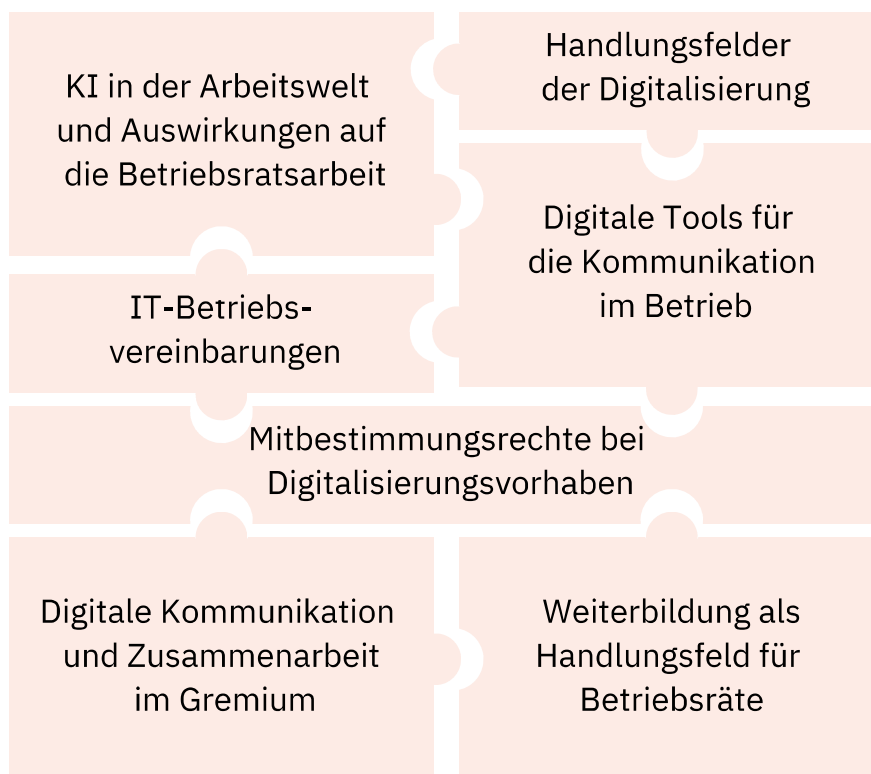 KI in der Arbeitswelt
und Auswirkungen auf
die Betriebsratsarbeit
Handlungsfelder
der Digitalisierung
Digitale Tools für
die Kommunikation
im Betrieb
IT-Betriebs-
vereinbarungen
Mitbestimmungsrechte bei
Digitalisierungsvorhaben
Digitale Kommunikation
und Zusammenarbeit
im Gremium
Weiterbildung als
Handlungsfeld für
Betriebsräte